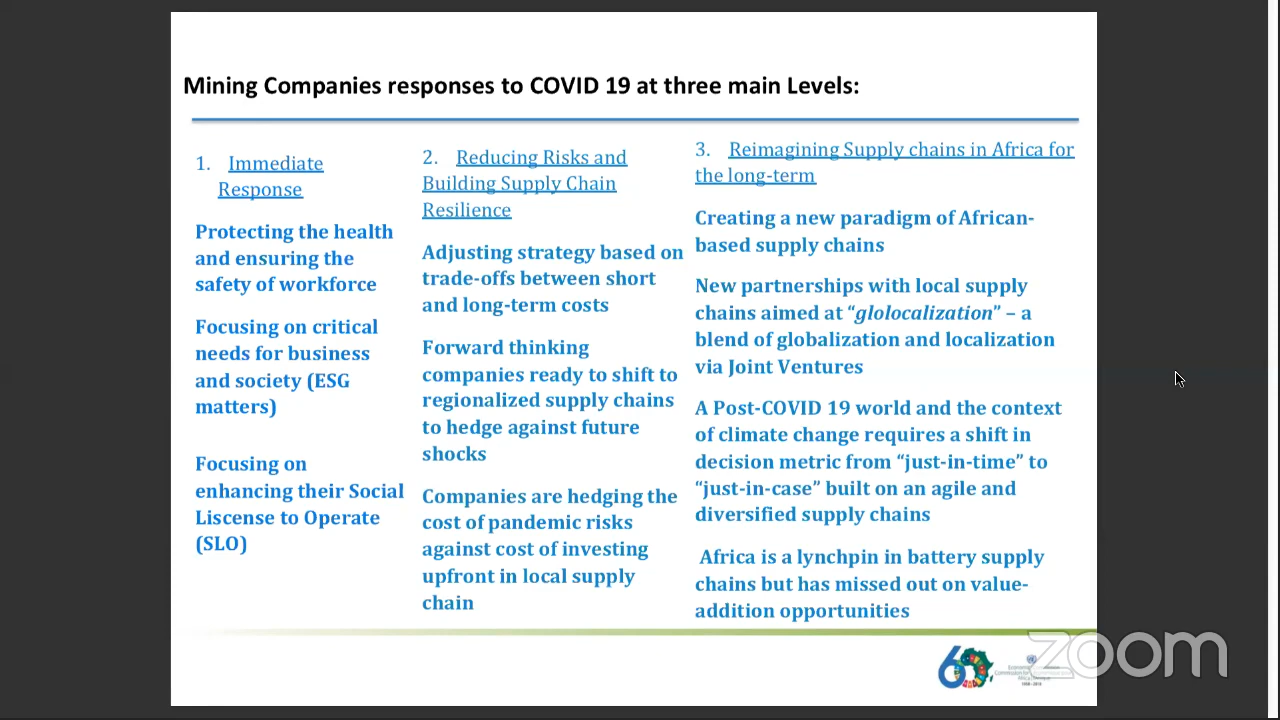 Mining Companies responses to COVID 19 at three main Levels:
1. Immediate
Response
Protecting the health
and ensuring the
safety of workforce
Focusing on critical
needs for business
and society (ESG
matters)
Focusing on
enhancing their Social
Liscense to Operate
(SLO)
2. Reducing Risks and
Building Supply Chain
Resilience
Adjusting strategy based on
trade-offs between short
and long-term costs
Forward thinking
companies ready to shift to
regionalized supply chains
to hedge against future
shocks
Companies are hedging the
cost of pandemic risks
against cost of investing
upfront in local supply
chain
3. Reimagining Supply chains in Africa for
the long-term
Creating a new paradigm of African-
based supply chains
New partnerships with local supply
chains aimed at “glolocalization” – a
blend of globalization and localization
via Joint Ventures
A Post-COVID 19 world and the context
of climate change requires a shift in
decision metric from “just-in-time” to
“just-in-case” built on an agile and
diversified supply chains
Africa is a lynchpin in battery supply
chains but has missed out on value-
addition opportunities
60
zoom